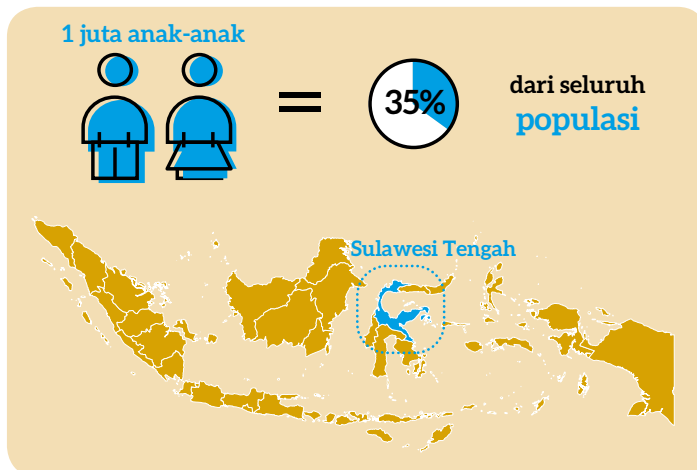 1 juta anak-anak
=
35%
dari seluruh
populasi
Sulawesi Tengah